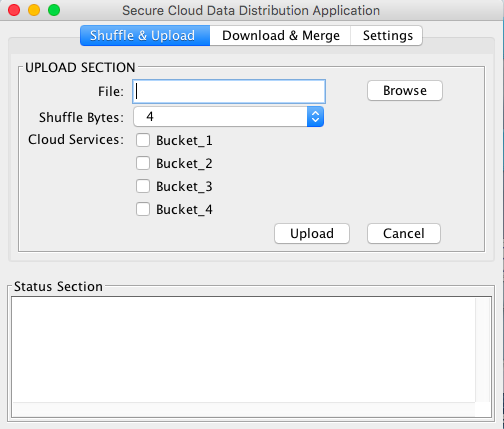 Secure Cloud Data Distribution Application
Shuffle & Upload Download & Merge Settings
UPLOAD SECTION
File: Browse
Shuffle Bytes: 4
Cloud Services: Bucket_1
Bucket_2
Bucket_3
Bucket_4
Upload Cancel
Status Section